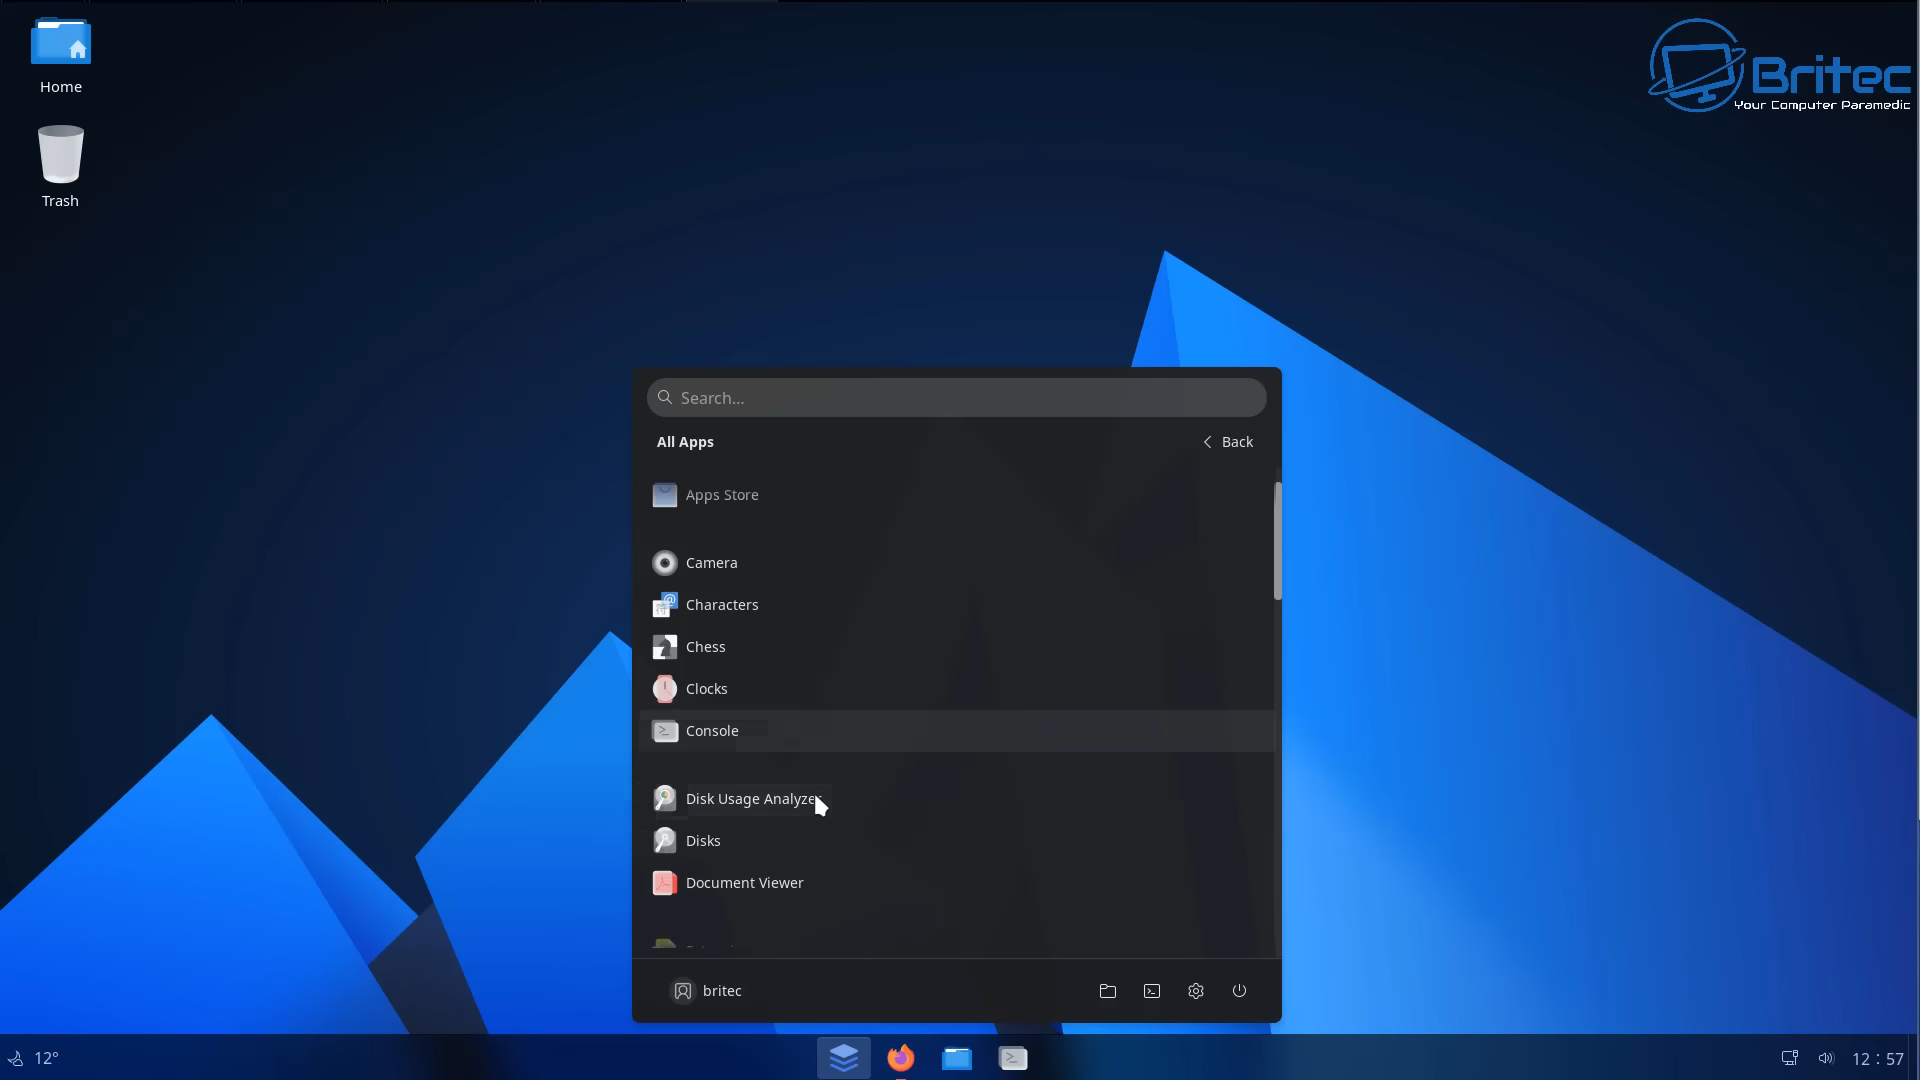 Home
Trash
Britec
Your Computer Paramedic
Search...
All Apps
Back
Apps Store
Camera
Characters
Chess
Clocks
Console
Disk Usage Analyzer
Disks
Document Viewer
britec
12°
12 : 57